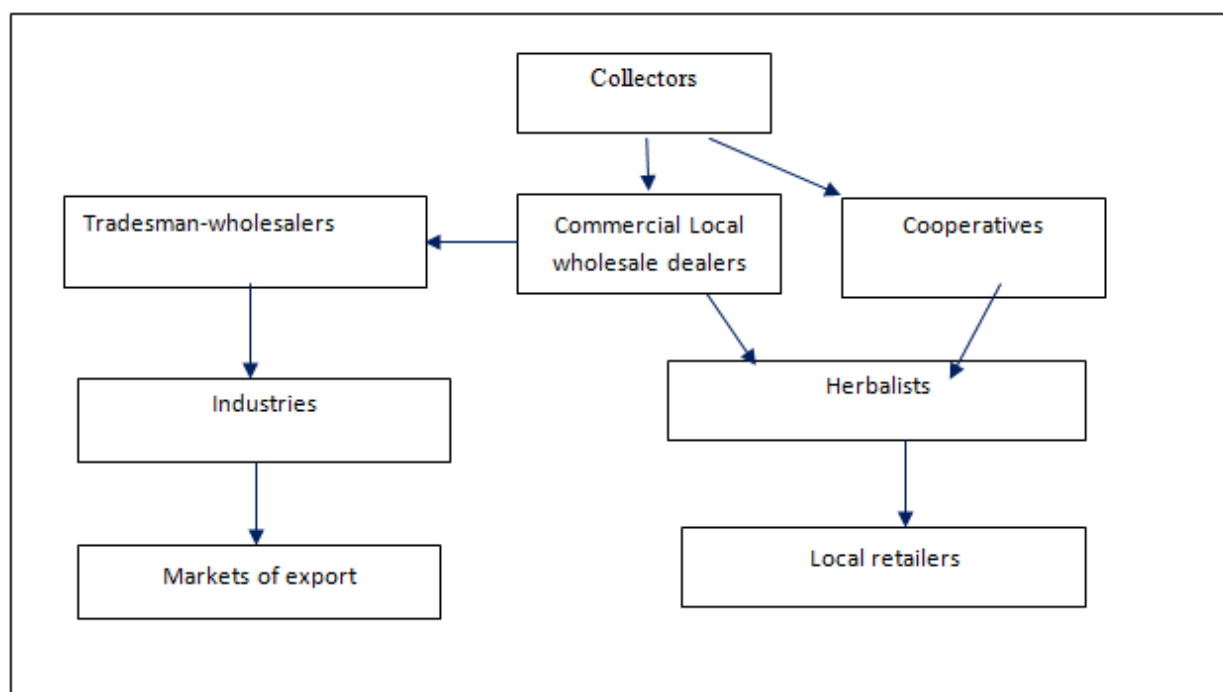 Collectors
Tradesman-wholesalers
Commercial Local
wholesale dealers
Cooperatives
Industries
Herbalists
Markets of export
Local retailers